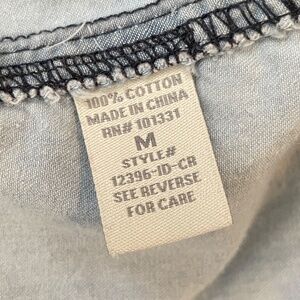 100% COTTON
MADE IN CHINA
RN# 101331
M
STYLE#
12396-1D-CR
SEE REVERSE
FOR CARE